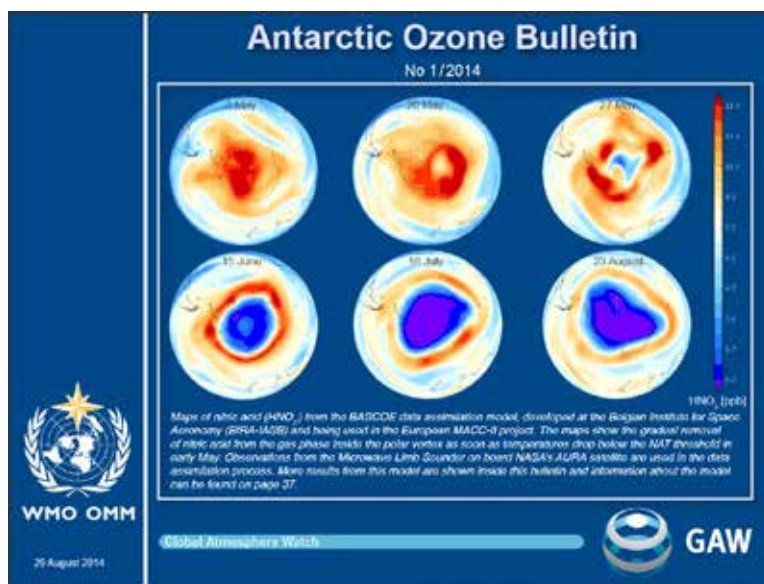 Antarctic Ozone Bulletin
No 1/2014
20 May
27 May
15 June
July
23 August
HNO3 [ppb]
Maps of nitric acid (HNO3) from the BASCOE data assimilation model, developed at the Belgian Institute for Space
Aeronomy (BIRA-IASB) and being used in the European MACC-II project. The maps show the gradual removal
of nitric acid from the gas phase inside the polar vortex as soon as temperatures drop below the NAT threshold in
early May. Observations from the Microwave Limb Sounder on board NASA's AURA satellite are used in the data
assimilation process. More results from this model are shown inside this bulletin and information about the model
can be found on page 37.
WMO OMM
Global Atmosphere Watch
GAW
26 August 2014